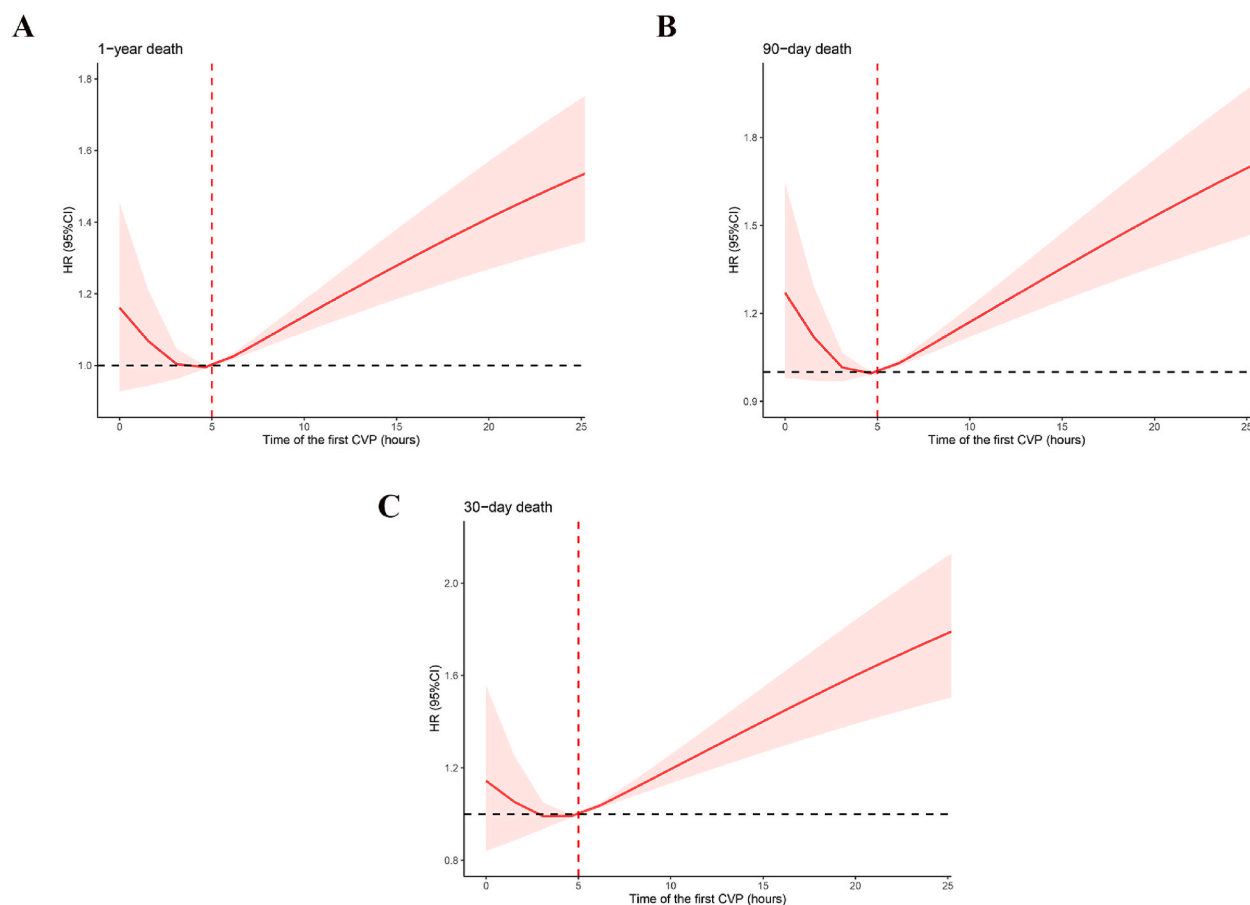 A
1−year death
HR (95%CI)
1.8
1.6
1.4
1.2
1.0
0 5 10 15 20 25
Time of the first CVP (hours)
B
90−day death
HR (95%CI)
1.8
1.5
1.2
0.9
0 5 10 15 20 25
Time of the first CVP (hours)
C
30−day death
HR (95%CI)
2.0
1.6
1.2
0.8
0 5 10 15 20 25
Time of the first CVP (hours)